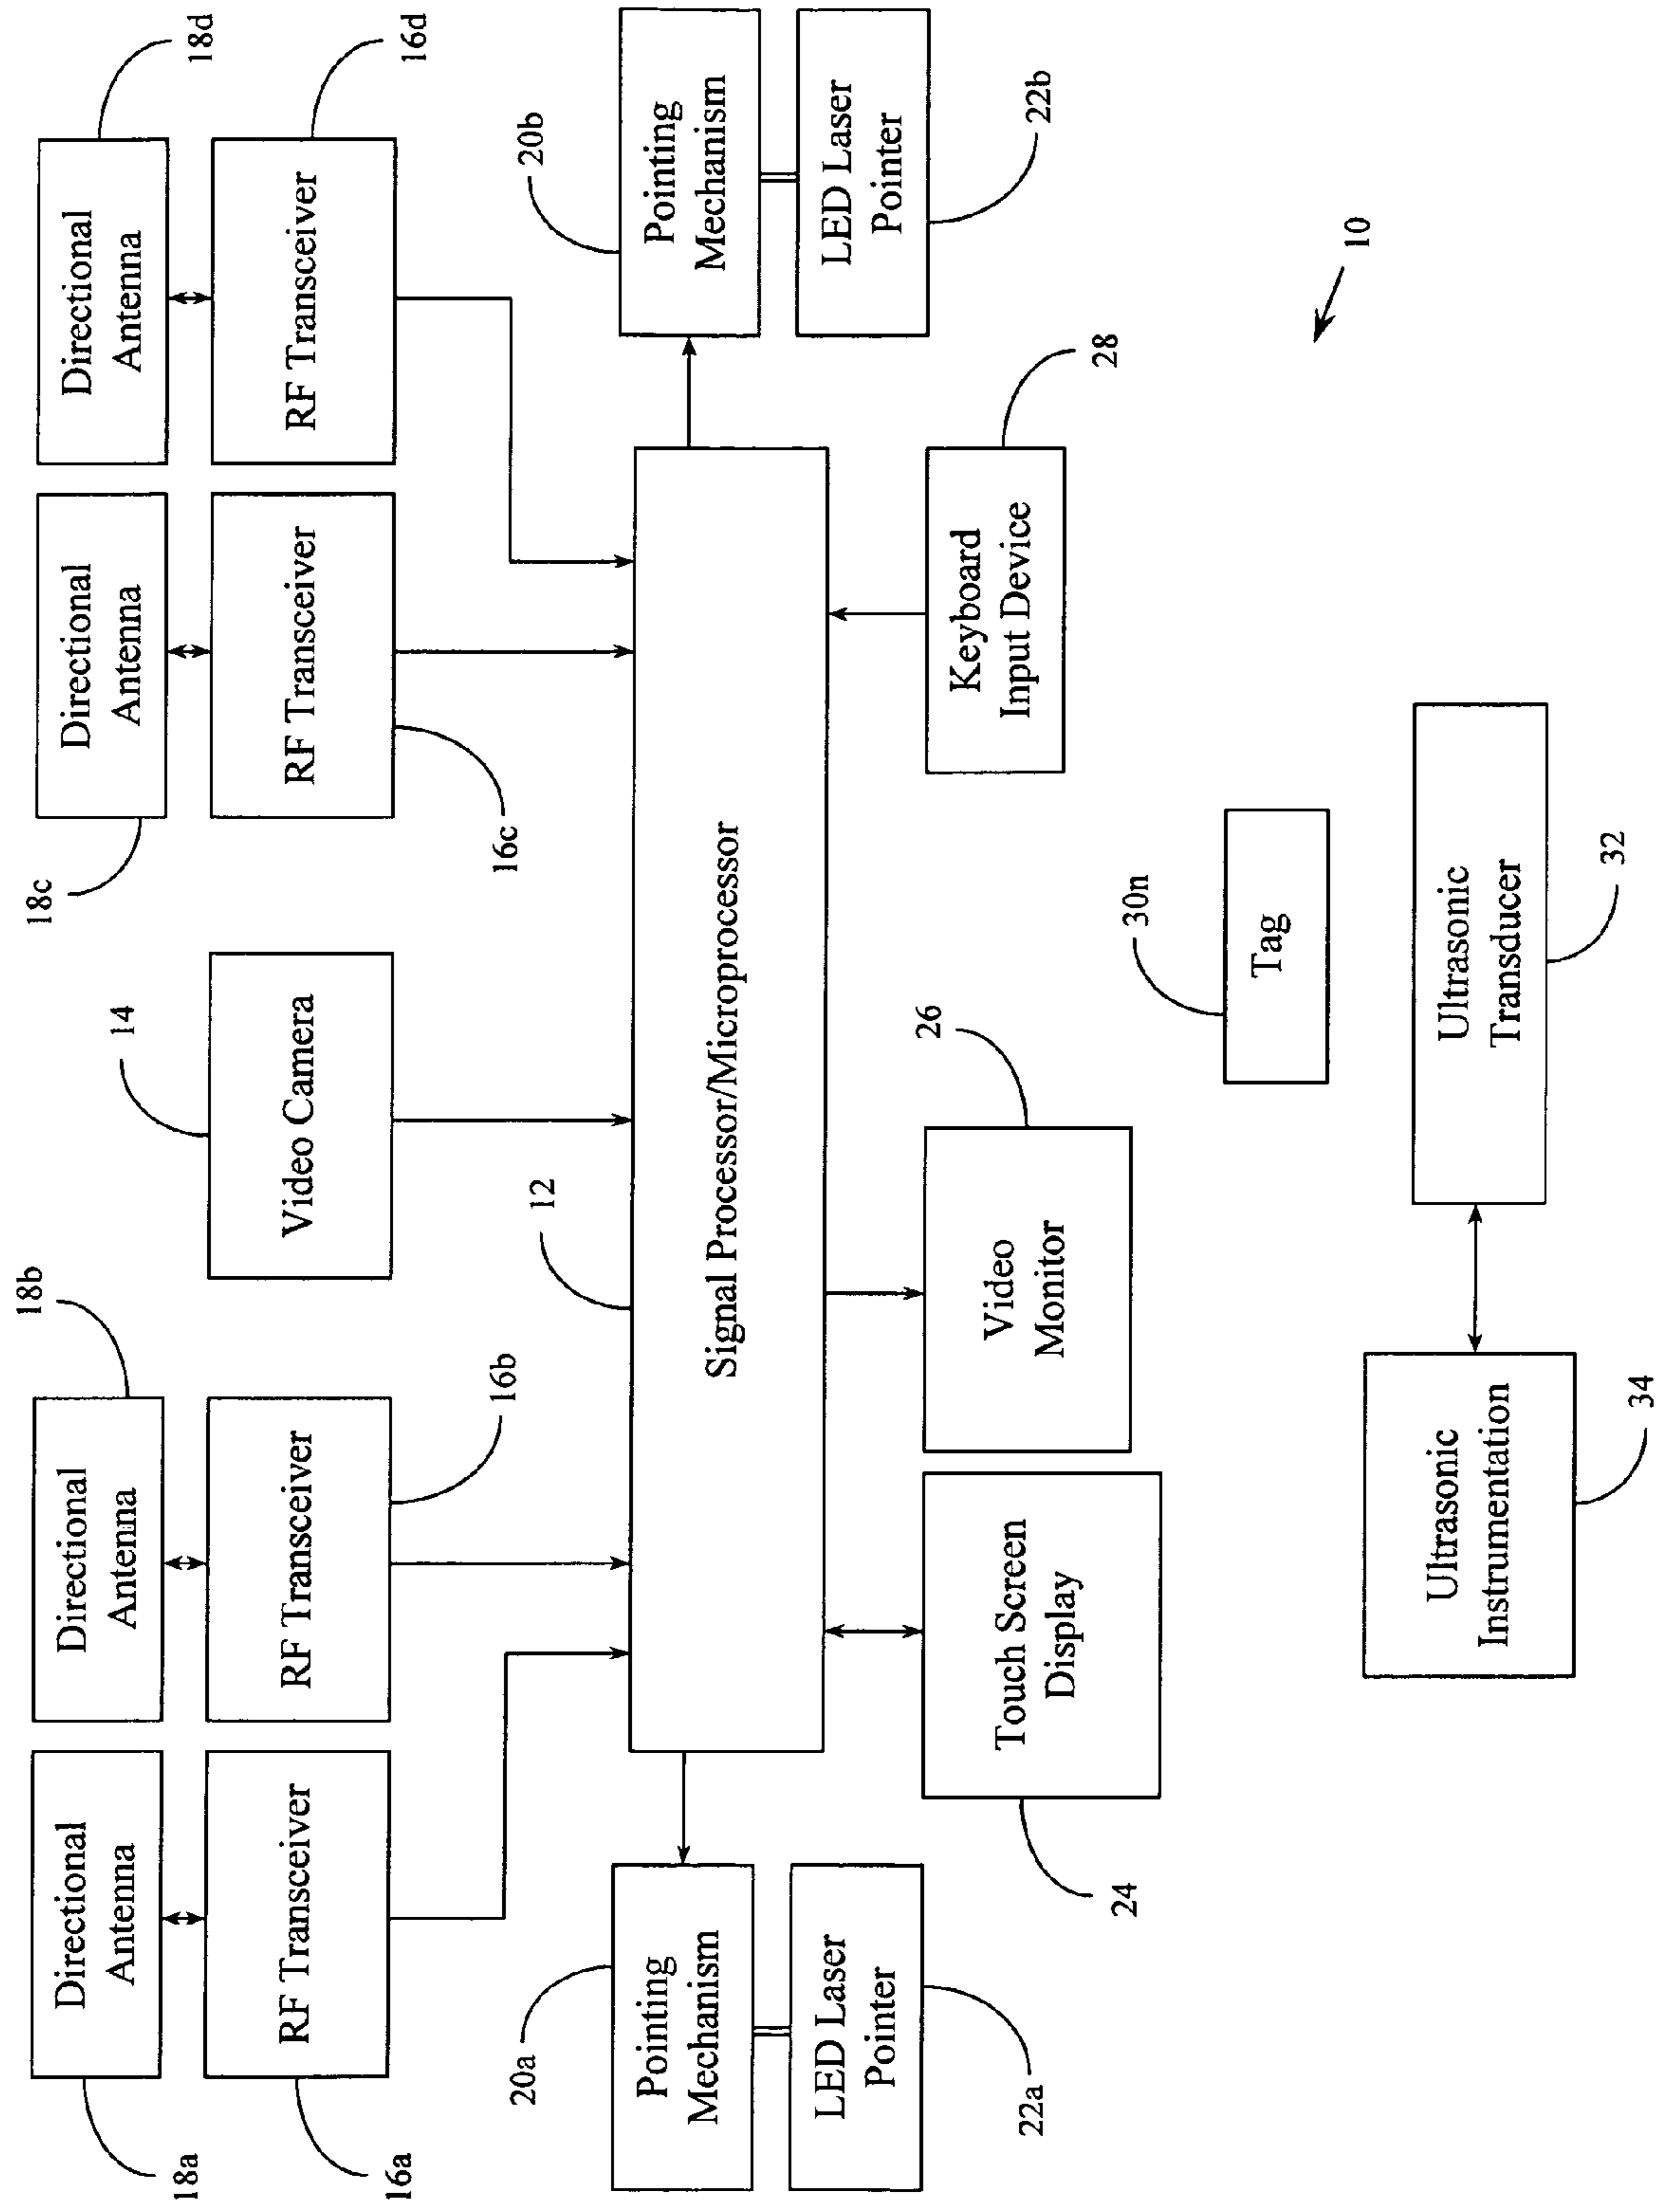 18a
18b
18c
18d
Directional
Antenna
Directional
Antenna
Directional
Antenna
Directional
Antenna
14
RF Transceiver
RF Transceiver
Video Camera
RF Transceiver
RF Transceiver
16a
16b
16c
16d
12
20a
20b
Pointing
Mechanism
Signal Processor/Microprocessor
Pointing
Mechanism
LED Laser
Pointer
LED Laser
Pointer
22a
22b
26
28
Touch Screen
Display
Video
Monitor
Keyboard
Input Device
24
30n
Tag
10
Ultrasonic
Instrumentation
Ultrasonic
Transducer
34
32